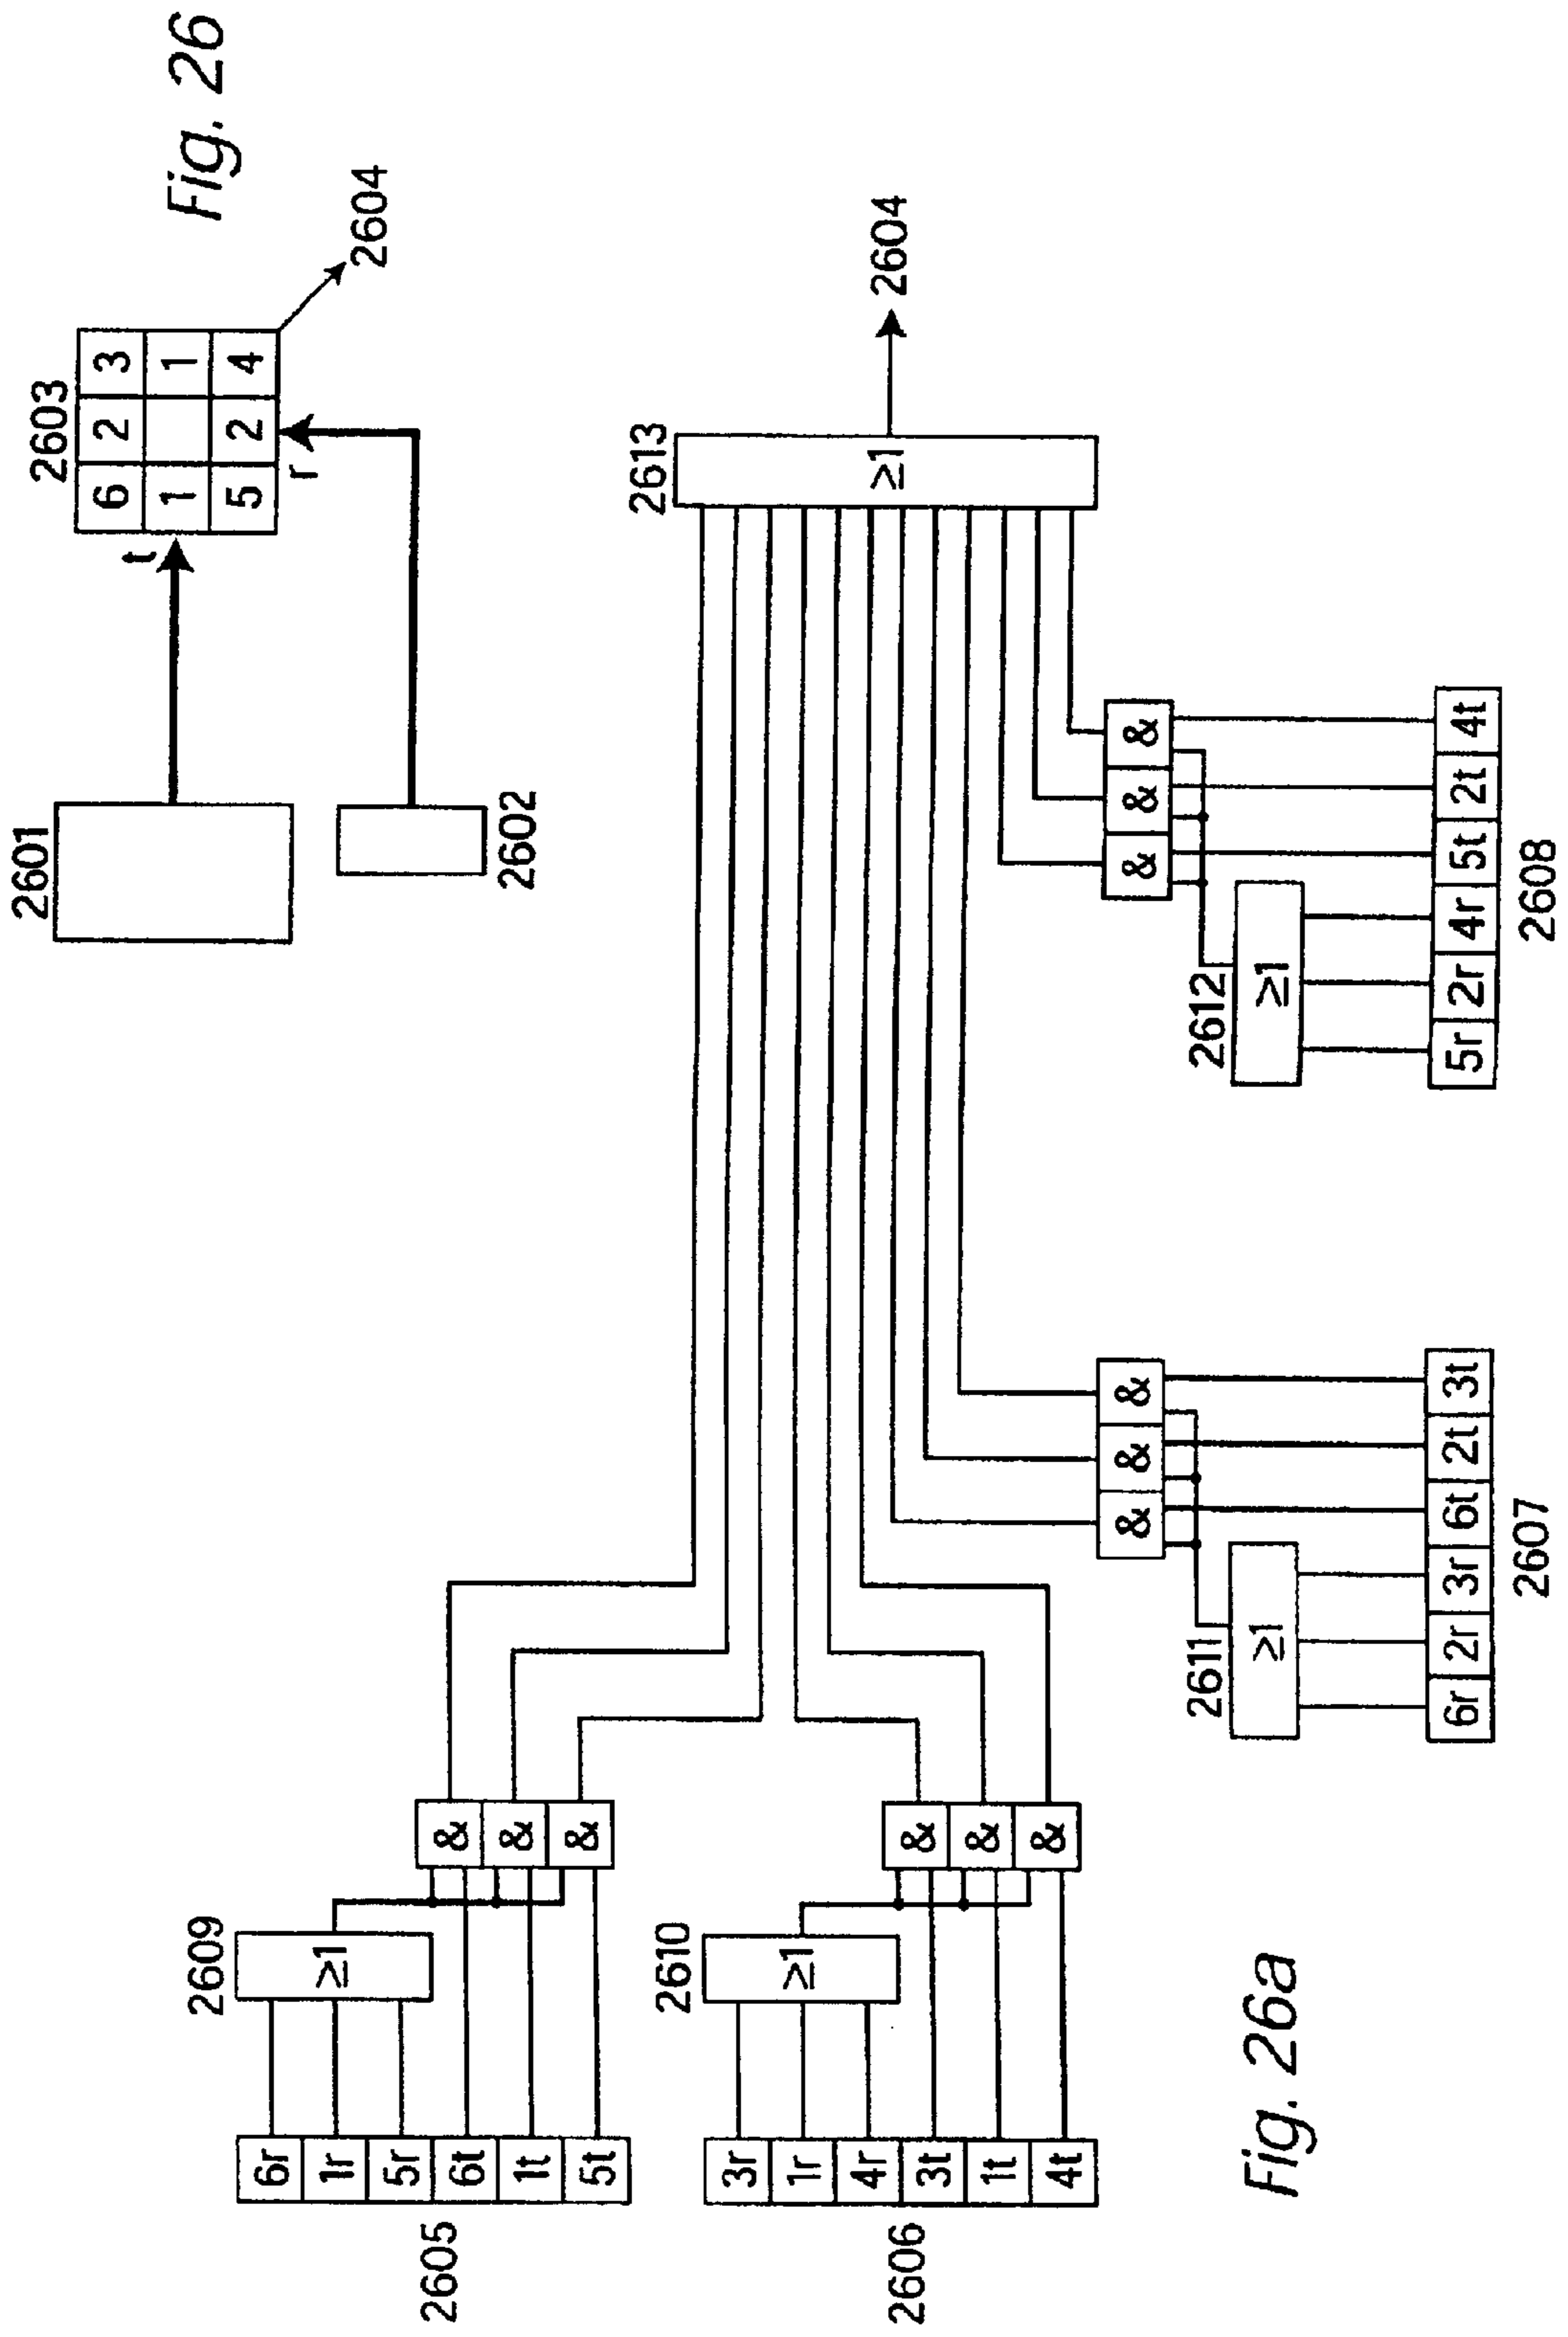 Fig. 26
2601
2602
2603
6 2 3
1 1
5 2 4
t
r
2604
2613
≥1
2604
2605
6r
1r
5r
6t
1t
5t
2609
≥1
&
&
&
2606
3r
1r
4r
3t
1t
4t
2610
≥1
&
&
&
2611
≥1
& & &
6r 2r 3r 6t 2t 3t
2607
2612
≥1
& & &
5r 2r 4r 5t 2t 4t
2608
Fig. 26a